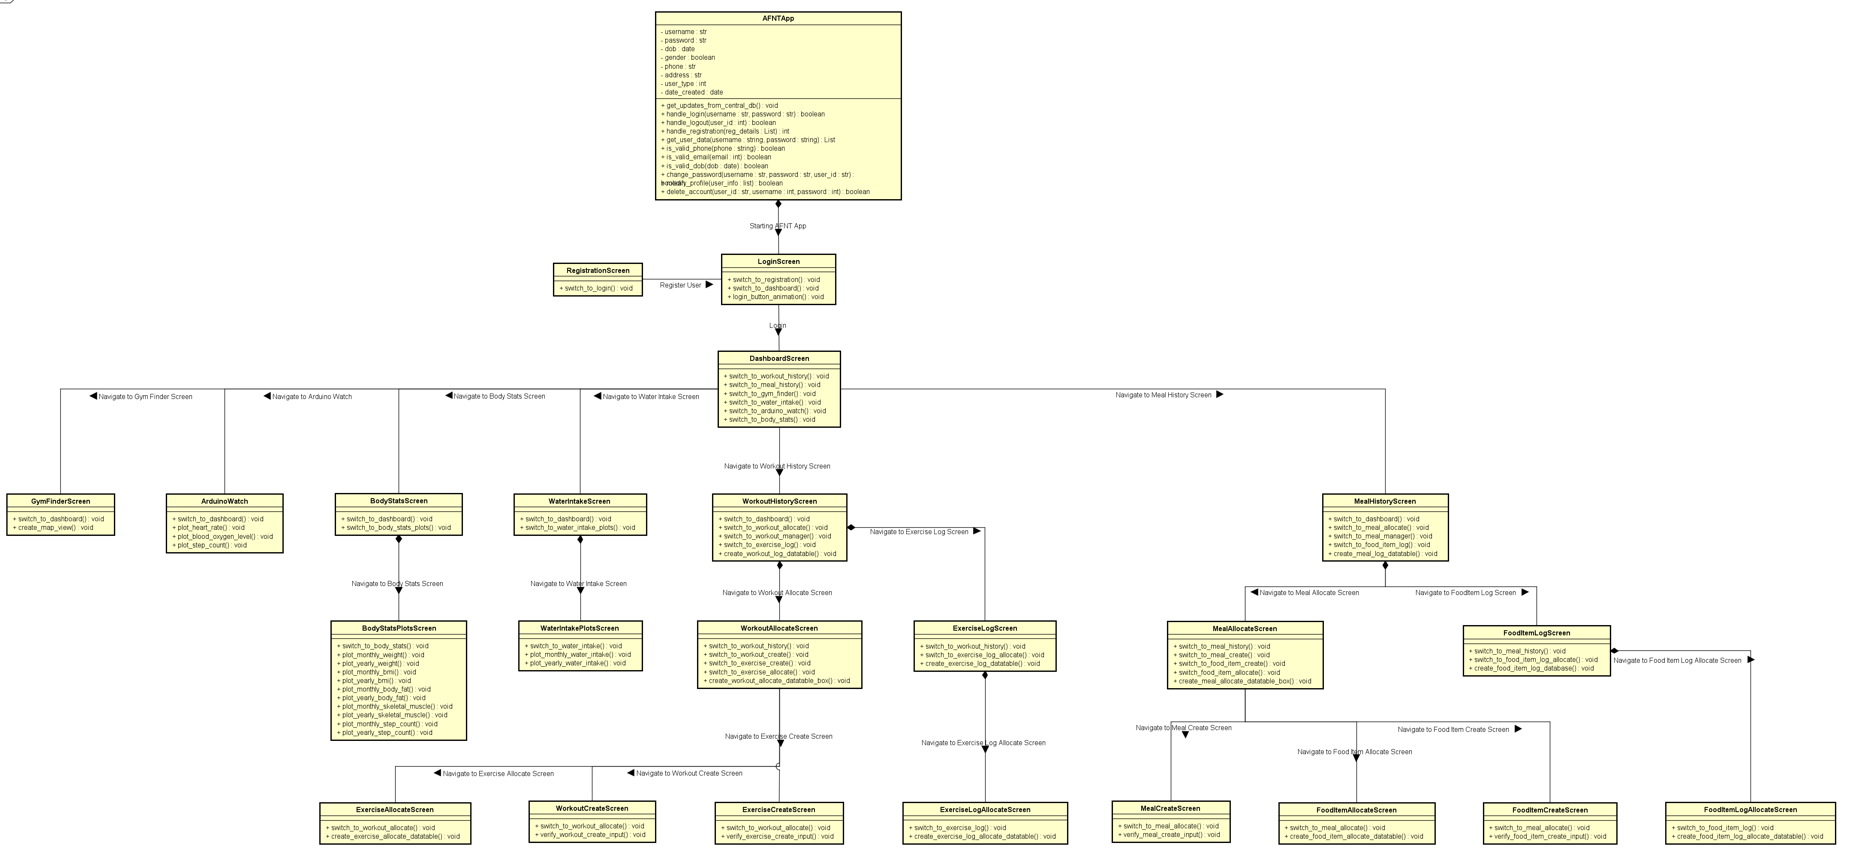 AFNTApp
- username : str
- password : str
- dob : date
- gender : boolean
- phone : str
- address : str
- user_type : int
- date_created : date
+ get_updates_from_central_db() : void
+ handle_login(username : str, password : str) : boolean
+ handle_logout(user_id : int) : boolean
+ handle_registration(reg_details : List) : int
+ get_user_data(username : string, password : string) : List
+ is_valid_phone(phone : string) : boolean
+ is_valid_email(email : int) : boolean
+ is_valid_dob(dob : date) : boolean
+ change_password(username : str, password : str, user_id : str) :
_profile(user_info : list) : boolean
+ delete_account(user_id : str, username : int, password : int) : boolean
Starting AFNT App
RegistrationScreen
+ switch_to_login() : void
Register User
LoginScreen
+ switch_to_registration() : void
+ switch_to_dashboard() : void
+ login_button_animation() : void
Login
DashboardScreen
+ switch_to_workout_history() : void
+ switch_to_meal_history() : void
+ switch_to_gym_finder() : void
+ switch_to_water_intake() : void
+ switch_to_arduino_watch() : void
+ switch_to_body_stats() : void
Navigate to Gym Finder Screen
Navigate to Arduino Watch
Navigate to Body Stats Screen
Navigate to Water Intake Screen
Navigate to Meal History Screen
Navigate to Workout History Screen
GymFinderScreen
+ switch_to_dashboard() : void
+ create_map_view() : void
ArduinoWatch
+ switch_to_dashboard() : void
+ plot_heart_rate() : void
+ plot_blood_oxygen_level() : void
+ plot_step_count() : void
BodyStatsScreen
+ switch_to_dashboard() : void
+ switch_to_body_stats_plots() : void
WaterIntakeScreen
+ switch_to_dashboard() : void
+ switch_to_water_intake_plots() : void
WorkoutHistoryScreen
+ switch_to_dashboard() : void
+ switch_to_workout_allocate() : void
+ switch_to_workout_manager() : void
+ switch_to_exercise_log() : void
+ create_workout_log_datatable() : void
Navigate to Exercise Log Screen
MealHistoryScreen
+ switch_to_dashboard() : void
+ switch_to_meal_allocate() : void
+ switch_to_meal_manager() : void
+ switch_to_food_item_log() : void
+ create_meal_log_datatable() : void
Navigate to Body Stats Screen
Navigate to Water Intake Screen
Navigate to Workout Allocate Screen
Navigate to Meal Allocate Screen
Navigate to FoodItem Log Screen
BodyStatsPlotsScreen
+ switch_to_body_stats() : void
+ plot_monthly_weight() : void
+ plot_yearly_weight() : void
+ plot_monthly_bmi() : void
+ plot_yearly_bmi() : void
+ plot_monthly_body_fat() : void
+ plot_yearly_body_fat() : void
+ plot_monthly_skeletal_muscle() : void
+ plot_yearly_skeletal_muscle() : void
+ plot_monthly_step_count() : void
+ plot_yearly_step_count() : void
WaterIntakePlotsScreen
+ switch_to_water_intake() : void
+ plot_monthly_water_intake() : void
+ plot_yearly_water_intake() : void
WorkoutAllocateScreen
+ switch_to_workout_history() : void
+ switch_to_workout_create() : void
+ switch_to_exercise_create() : void
+ switch_to_exercise_allocate() : void
+ create_workout_allocate_datatable_box() : void
ExerciseLogScreen
+ switch_to_workout_history() : void
+ switch_to_exercise_log_allocate() : void
+ create_exercise_log_datatable() : void
MealAllocateScreen
+ switch_to_meal_history() : void
+ switch_to_meal_create() : void
+ switch_to_food_item_create() : void
+ switch_food_item_allocate() : void
+ create_meal_allocate_datatable_box() : void
FoodItemLogScreen
+ switch_to_meal_history() : void
+ switch_to_food_item_log_allocate() : void
+ create_food_item_log_database() : void
Navigate to Food Item Log Allocate Screen
Navigate to Exercise Create Screen
Navigate to Exercise Log Allocate Screen
Navigate to Meal Create Screen
Navigate to Food Item Create Screen
Navigate to Food Item Allocate Screen
Navigate to Exercise Allocate Screen
Navigate to Workout Create Screen
ExerciseAllocateScreen
+ switch_to_workout_allocate() : void
+ create_exercise_allocate_datatable() : void
WorkoutCreateScreen
+ switch_to_workout_allocate() : void
+ verify_workout_create_input() : void
ExerciseCreateScreen
+ switch_to_workout_allocate() : void
+ verify_exercise_create_input() : void
ExerciseLogAllocateScreen
+ switch_to_exercise_log() : void
+ create_exercise_log_allocate_datatable() : void
MealCreateScreen
+ switch_to_meal_allocate() : void
+ verify_meal_create_input() : void
FoodItemAllocateScreen
+ switch_to_meal_allocate() : void
+ create_food_item_allocate_datatable() : void
FoodItemCreateScreen
+ switch_to_meal_allocate() : void
+ verify_food_item_create_input() : void
FoodItemLogAllocateScreen
+ switch_to_food_item_log() : void
+ create_food_item_log_allocate_datatable() : void